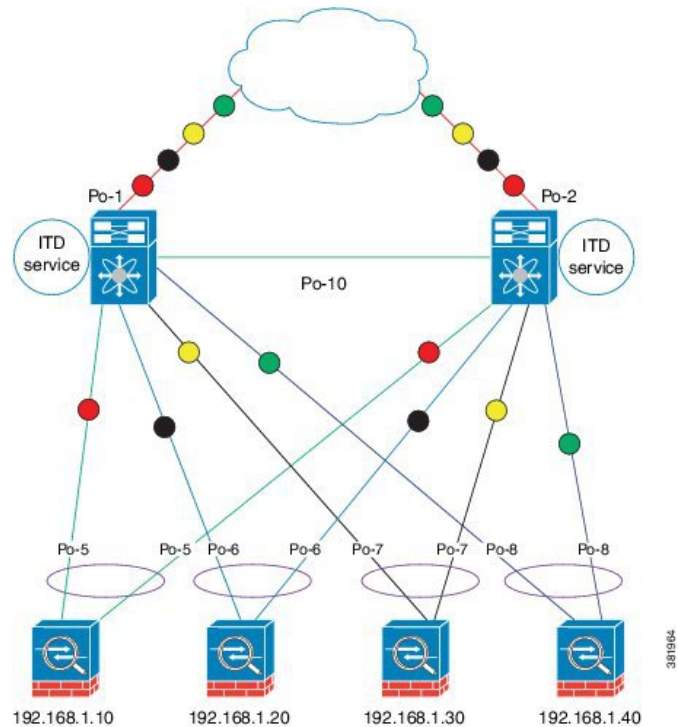 Po-1
Po-2
ITD
service
ITD
service
Po-10
Po-5
Po-5
Po-6
Po-6
Po-7
Po-7
Po-8
Po-8
381964
192.168.1.10
192.168.1.20
192.168.1.30
192.168.1.40